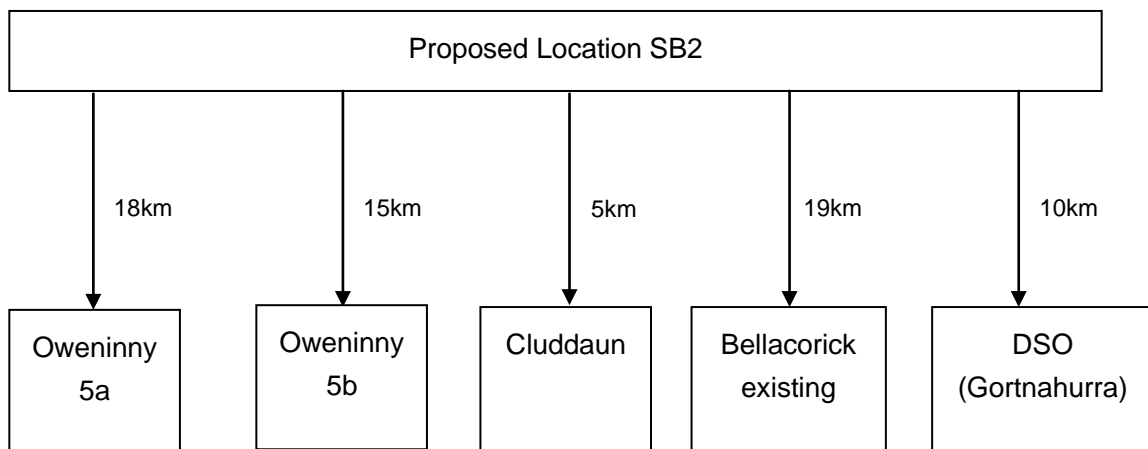 Proposed Location SB2
18km
15km
5km
19km
10km
Oweninny
5a
Oweninny
5b
Cluddaun
Bellacorick
existing
DSO
(Gortnahurra)